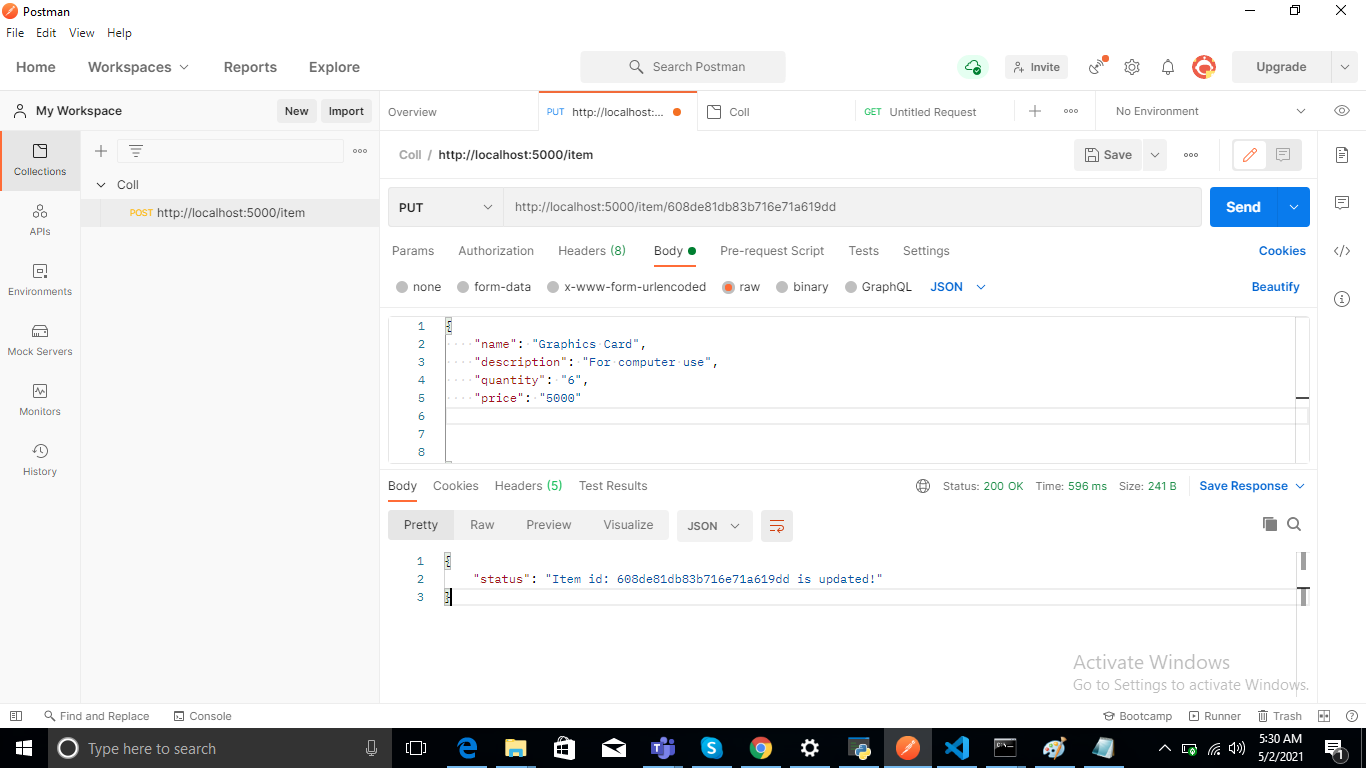 Postman
File Edit View Help
Home Workspaces Reports Explore Search Postman Invite Upgrade
My Workspace New Import Overview PUT http://localhost:... Coll GET Untitled Request No Environment
Collections
APIs
Environments
Mock Servers
Monitors
History
Coll
POST http://localhost:5000/item
Coll / http://localhost:5000/item Save
PUT http://localhost:5000/item/608de81db83b716e71a619dd Send
Params Authorization Headers (8) Body Pre-request Script Tests Settings Cookies
none form-data x-www-form-urlencoded raw binary GraphQL JSON Beautify
1 {
2 "name": "Graphics Card",
3 "description": "For computer use",
4 "quantity": "6",
5 "price": "5000"
6
7
8
Body Cookies Headers (5) Test Results Status: 200 OK Time: 596 ms Size: 241 B Save Response
Pretty Raw Preview Visualize JSON
1 {
2 "status": "Item id: 608de81db83b716e71a619dd is updated!"
3 }
Activate Windows
Go to Settings to activate Windows.
Find and Replace Console Bootcamp Runner Trash
Type here to search
5:30 AM
5/2/2021
1